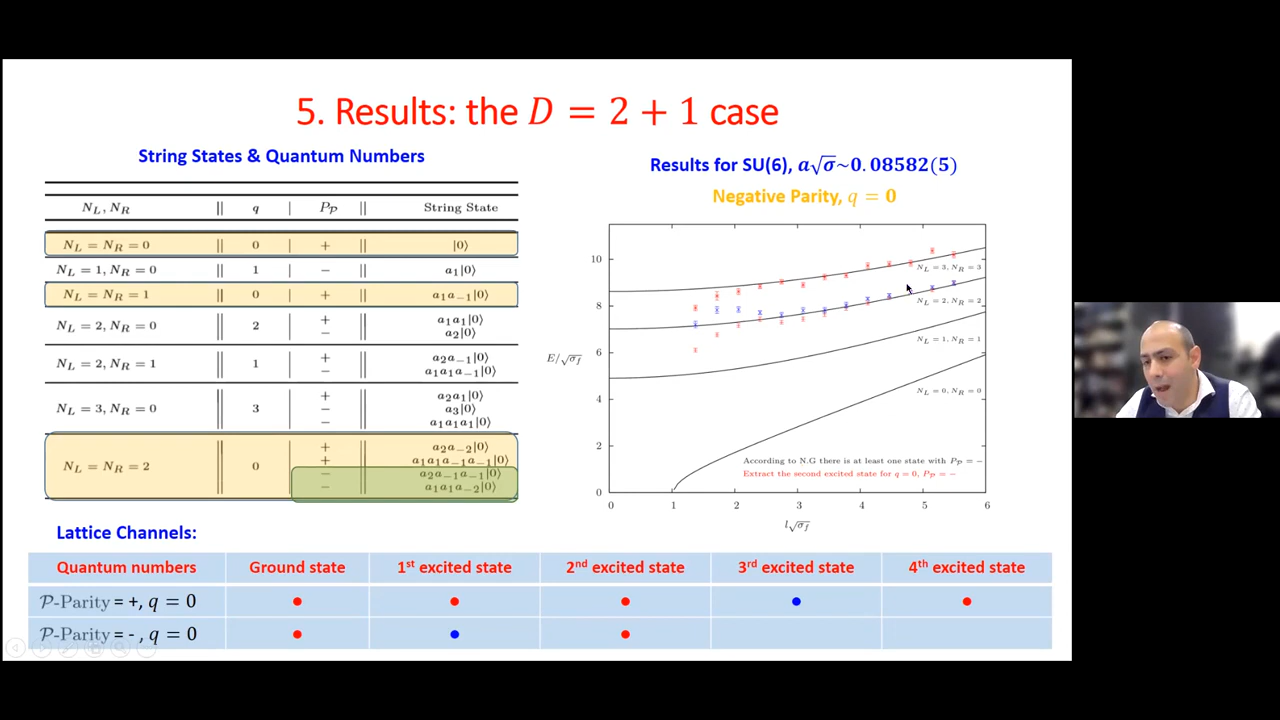 5. Results: the D = 2 + 1 case
String States & Quantum Numbers
N_L, N_R || q | P_𝒫 || String State
N_L = N_R = 0 || 0 | + || |0⟩
N_L = 1, N_R = 0 || 1 | − || a_1|0⟩
N_L = N_R = 1 || 0 | + || a_1a_{−1}|0⟩
N_L = 2, N_R = 0 || 2 | + || a_1a_1|0⟩
− a_2|0⟩
N_L = 2, N_R = 1 || 1 | + || a_2a_{−1}|0⟩
− a_1a_1a_{−1}|0⟩
N_L = 3, N_R = 0 || 3 | + || a_2a_1|0⟩
− a_3|0⟩
− a_1a_1a_1|0⟩
N_L = N_R = 2 || 0 | + || a_2a_{−2}|0⟩
+ a_1a_1a_{−1}a_{−1}|0⟩
− a_2a_{−1}a_{−1}|0⟩
− a_1a_1a_{−2}|0⟩
Results for SU(6), a√σ~0.08582(5)
Negative Parity, q = 0
10
8
6
4
2
0
E/√σ_f
N_L = 3, N_R = 3
N_L = 2, N_R = 2
N_L = 1, N_R = 1
N_L = 0, N_R = 0
According to N.G there is at least one state with P_𝒫 = −
Extract the second excited state for q = 0, P_𝒫 = −
0 1 2 3 4 5 6
l√σ_f
Lattice Channels:
Quantum numbers Ground state 1st excited state 2nd excited state 3rd excited state 4th excited state
𝒫-Parity = +, q = 0 • • • • •
𝒫-Parity = - , q = 0 • • •